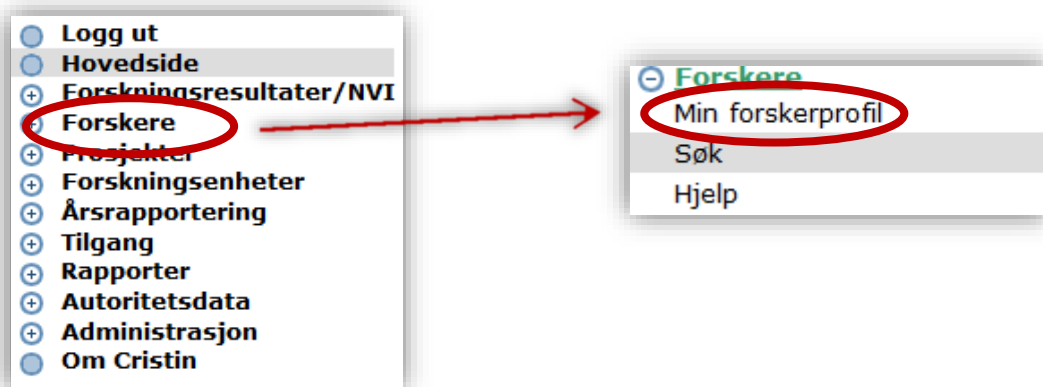 Logg ut
Hovedside
Forskningsresultater/NVI
Forskere
Prosjekter
Forskningsenheter
Årsrapportering
Tilgang
Rapporter
Autoritetsdata
Administrasjon
Om Cristin
Forskere
Min forskerprofil
Søk
Hjelp